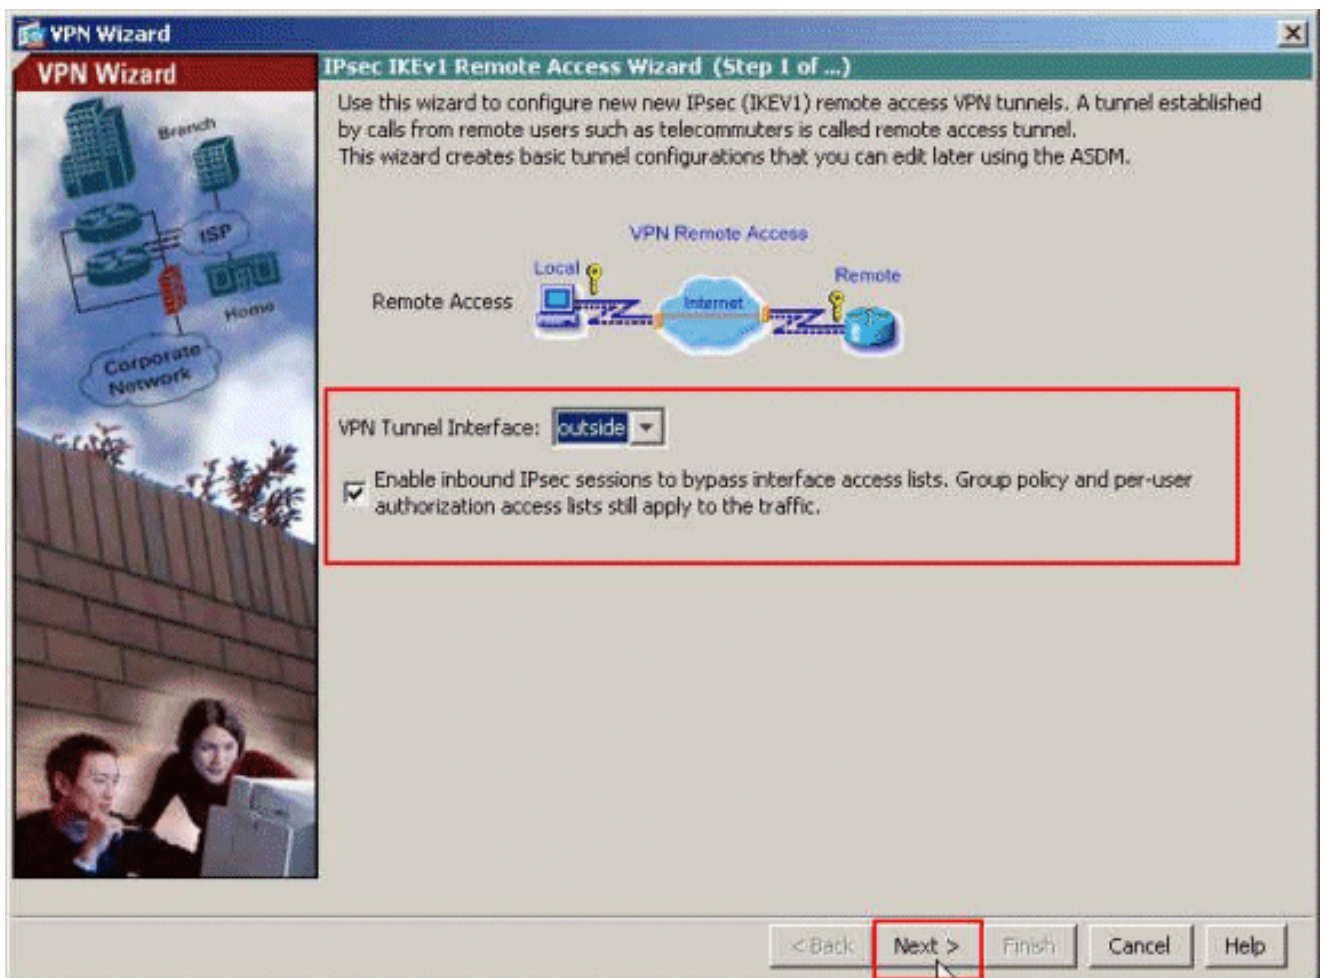 VPN Wizard
VPN Wizard
Branch
ISP
Home
Corporate
Network
IPsec IKEv1 Remote Access Wizard (Step 1 of ...)
Use this wizard to configure new new IPsec (IKEV1) remote access VPN tunnels. A tunnel established
by calls from remote users such as telecommuters is called remote access tunnel.
This wizard creates basic tunnel configurations that you can edit later using the ASDM.
VPN Remote Access
Local
Remote
Remote Access
Internet
VPN Tunnel Interface: outside
Enable inbound IPsec sessions to bypass interface access lists. Group policy and per-user
authorization access lists still apply to the traffic.
< Back Next > Finish Cancel Help